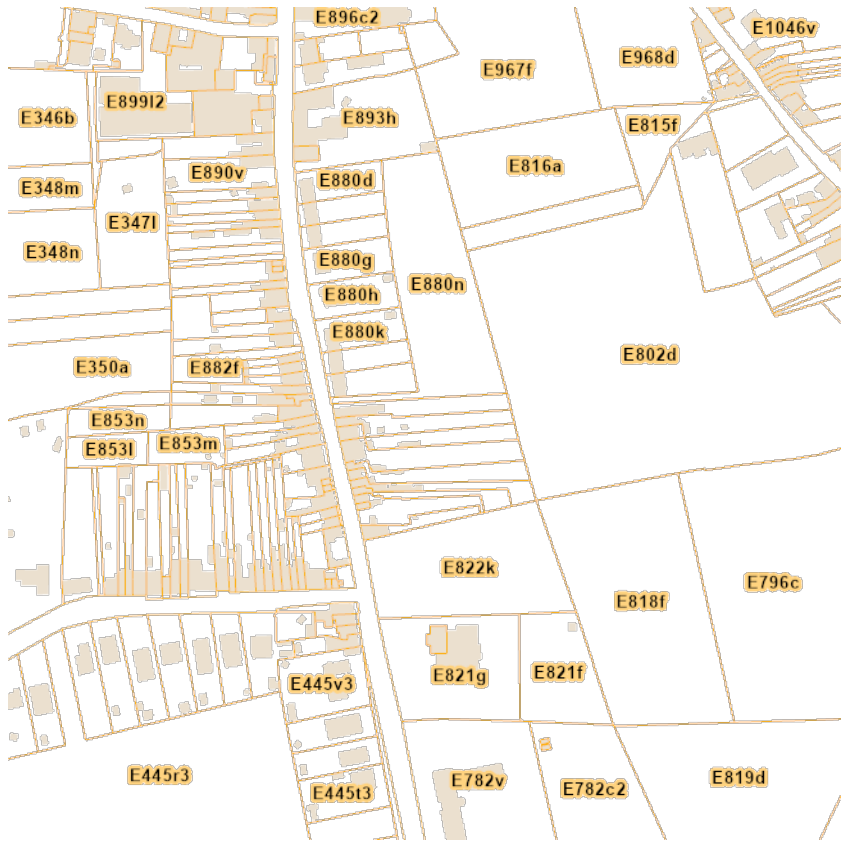 E896c2
E1046v
E968d
E967f
E899l2
E346b
E893h
E815f
E816a
E890v
E880d
E348m
E347l
E348n
E880g
E880n
E880h
E880k
E802d
E350a
E882f
E853n
E853l
E853m
E822k
E796c
E818f
E821g
E821f
E445v3
E445r3
E782v
E819d
E782c2
E445t3